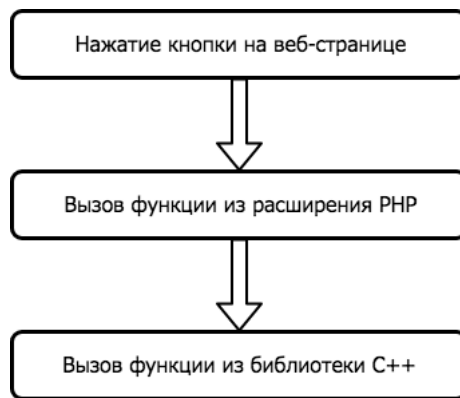 Нажатие кнопки на веб-странице
Вызов функции из расширения PHP
Вызов функции из библиотеки C++